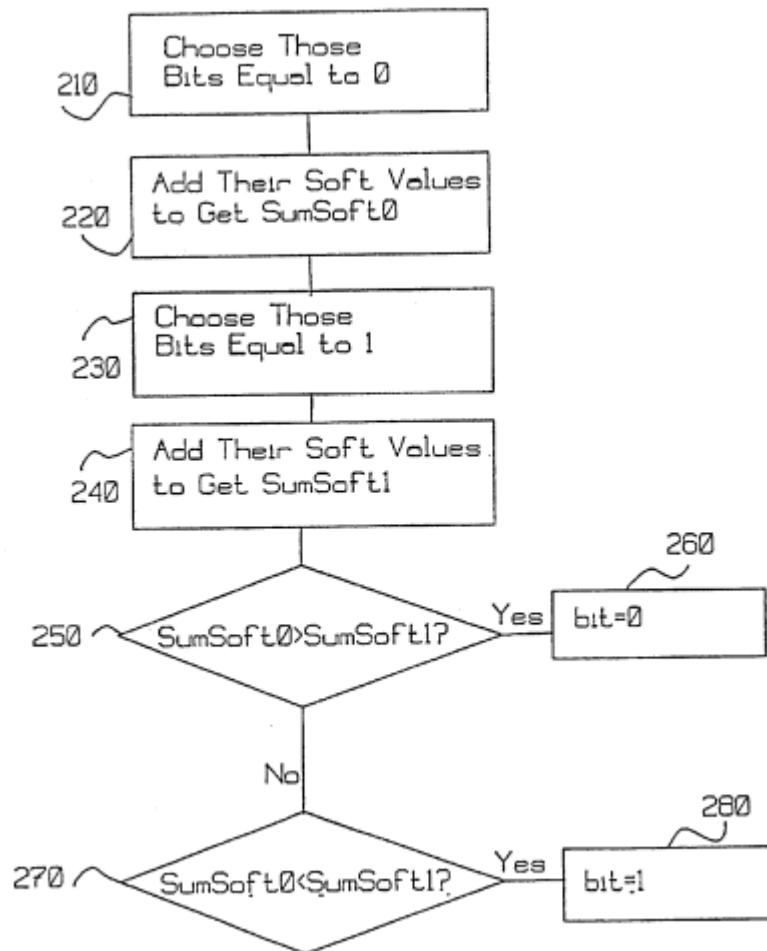 Choose Those
Bits Equal to 0
210
Add Their Soft Values
to Get SumSoft0
220
Choose Those
Bits Equal to 1
230
Add Their Soft Values
to Get SumSoft1
240
260
Yes
bit=0
250
SumSoft0>SumSoft1?
No
280
Yes
bit=1
270
SumSoft0<SumSoft1?